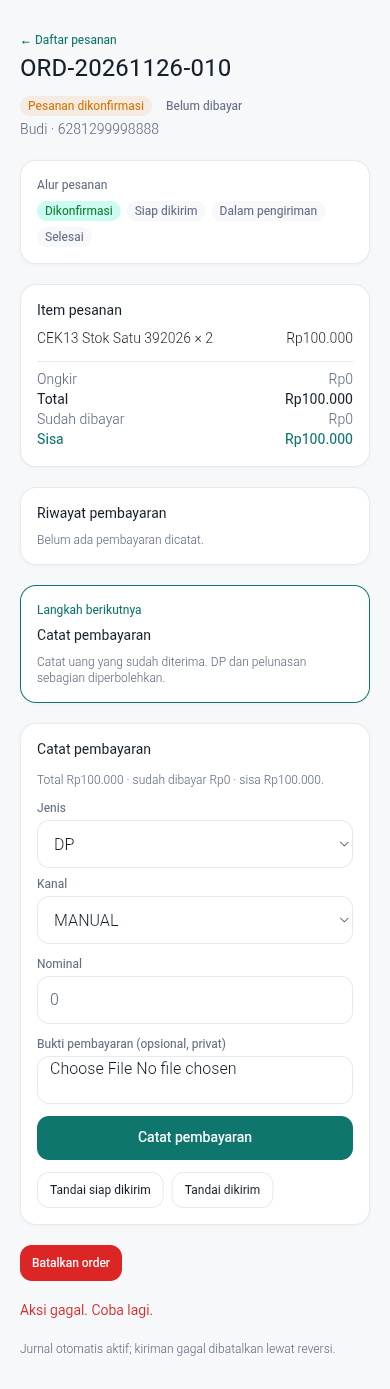 ← Daftar pesanan
ORD-20261126-010
Pesanan dikonfirmasi Belum dibayar
Budi · 6281299998888
Alur pesanan
Dikonfirmasi Siap dikirim Dalam pengiriman
Selesai
Item pesanan
CEK13 Stok Satu 392026 × 2 Rp100.000
Ongkir Rp0
Total Rp100.000
Sudah dibayar Rp0
Sisa Rp100.000
Riwayat pembayaran
Belum ada pembayaran dicatat.
Langkah berikutnya
Catat pembayaran
Catat uang yang sudah diterima. DP dan pelunasan
sebagian diperbolehkan.
Catat pembayaran
Total Rp100.000 · sudah dibayar Rp0 · sisa Rp100.000.
Jenis
DP
Kanal
MANUAL
Nominal
0
Bukti pembayaran (opsional, privat)
Choose File No file chosen
Catat pembayaran
Tandai siap dikirim Tandai dikirim
Batalkan order
Aksi gagal. Coba lagi.
Jurnal otomatis aktif; kiriman gagal dibatalkan lewat reversi.